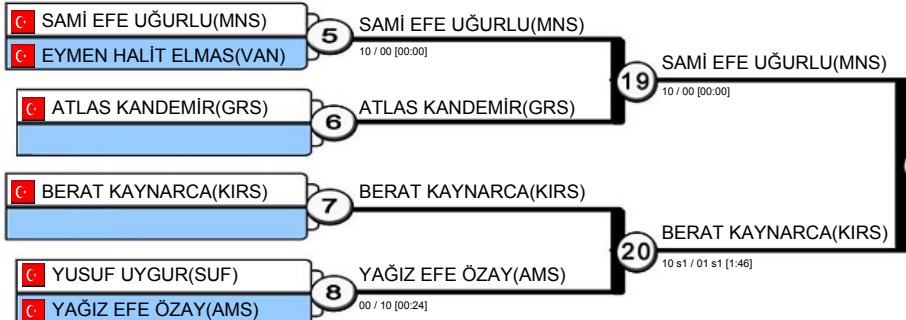 SAMİ EFE UĞURLU(MNS)
EYMEN HALİT ELMAS(VAN)
5
SAMİ EFE UĞURLU(MNS)
10 / 00 [00:00]
ATLAS KANDEMİR(GRS)
6
ATLAS KANDEMİR(GRS)
19
SAMİ EFE UĞURLU(MNS)
10 / 00 [00:00]
BERAT KAYNARCA(KIRS)
7
BERAT KAYNARCA(KIRS)
YUSUF UYGUR(SUF)
YAĞIZ EFE ÖZAY(AMS)
8
YAĞIZ EFE ÖZAY(AMS)
00 / 10 [00:24]
20
BERAT KAYNARCA(KIRS)
10 s1 / 01 s1 [1:46]